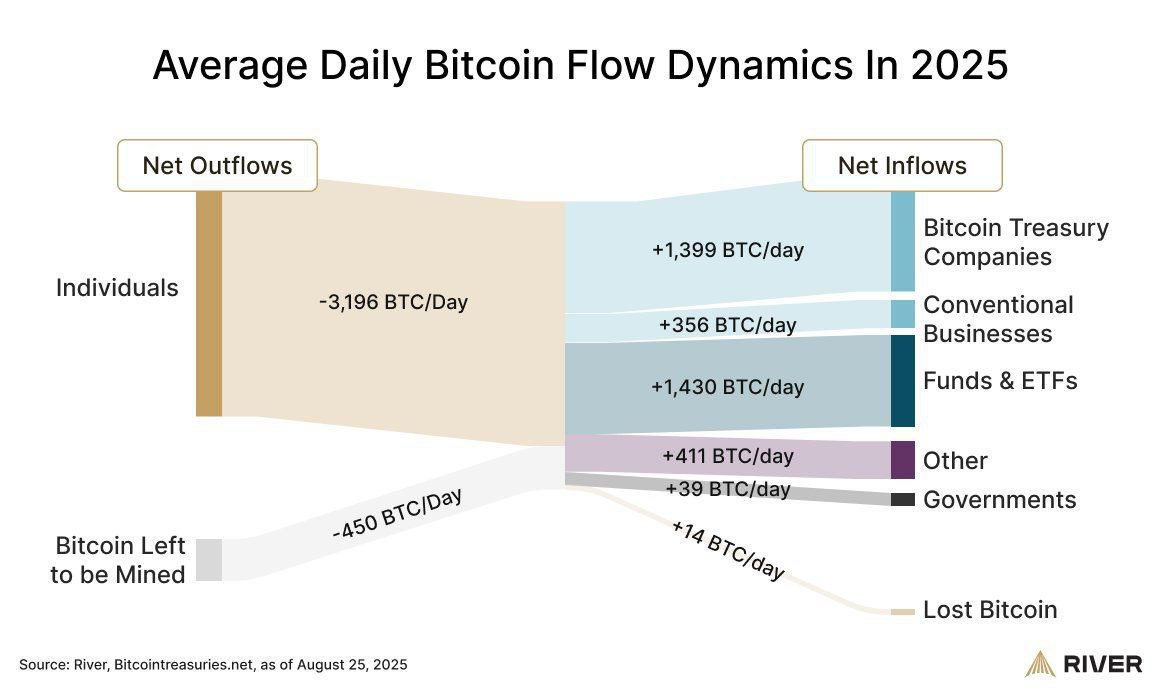 Average Daily Bitcoin Flow Dynamics In 2025
Net Outflows
Net Inflows
Individuals
-3,196 BTC/Day
Bitcoin Left
to be Mined
-450 BTC/Day
+1,399 BTC/day
Bitcoin Treasury
Companies
+356 BTC/day
Conventional
Businesses
+1,430 BTC/day
Funds & ETFs
+411 BTC/day
Other
+39 BTC/day
Governments
+14 BTC/day
Lost Bitcoin
Source: River, Bitcointreasuries.net, as of August 25, 2025
RIVER